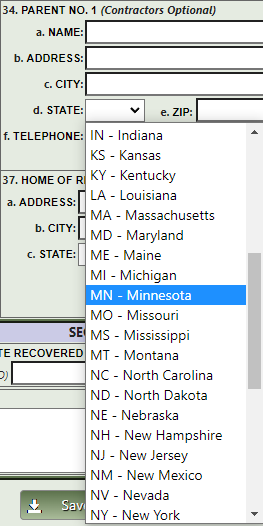 34. PARENT NO. 1 (Contractors Optional)
a. NAME:
b. ADDRESS:
c. CITY:
d. STATE: e. ZIP:
f. TELEPHONE:
IN - Indiana
KS - Kansas
KY - Kentucky
LA - Louisiana
MA - Massachusetts
MD - Maryland
ME - Maine
MI - Michigan
MN - Minnesota
MO - Missouri
MS - Mississippi
MT - Montana
NC - North Carolina
ND - North Dakota
NE - Nebraska
NH - New Hampshire
NJ - New Jersey
NM - New Mexico
NV - Nevada
NY - New York
37. HOME OF R
a. ADDRESS:
b. CITY:
c. STATE:
SE
TE RECOVERED
Sav